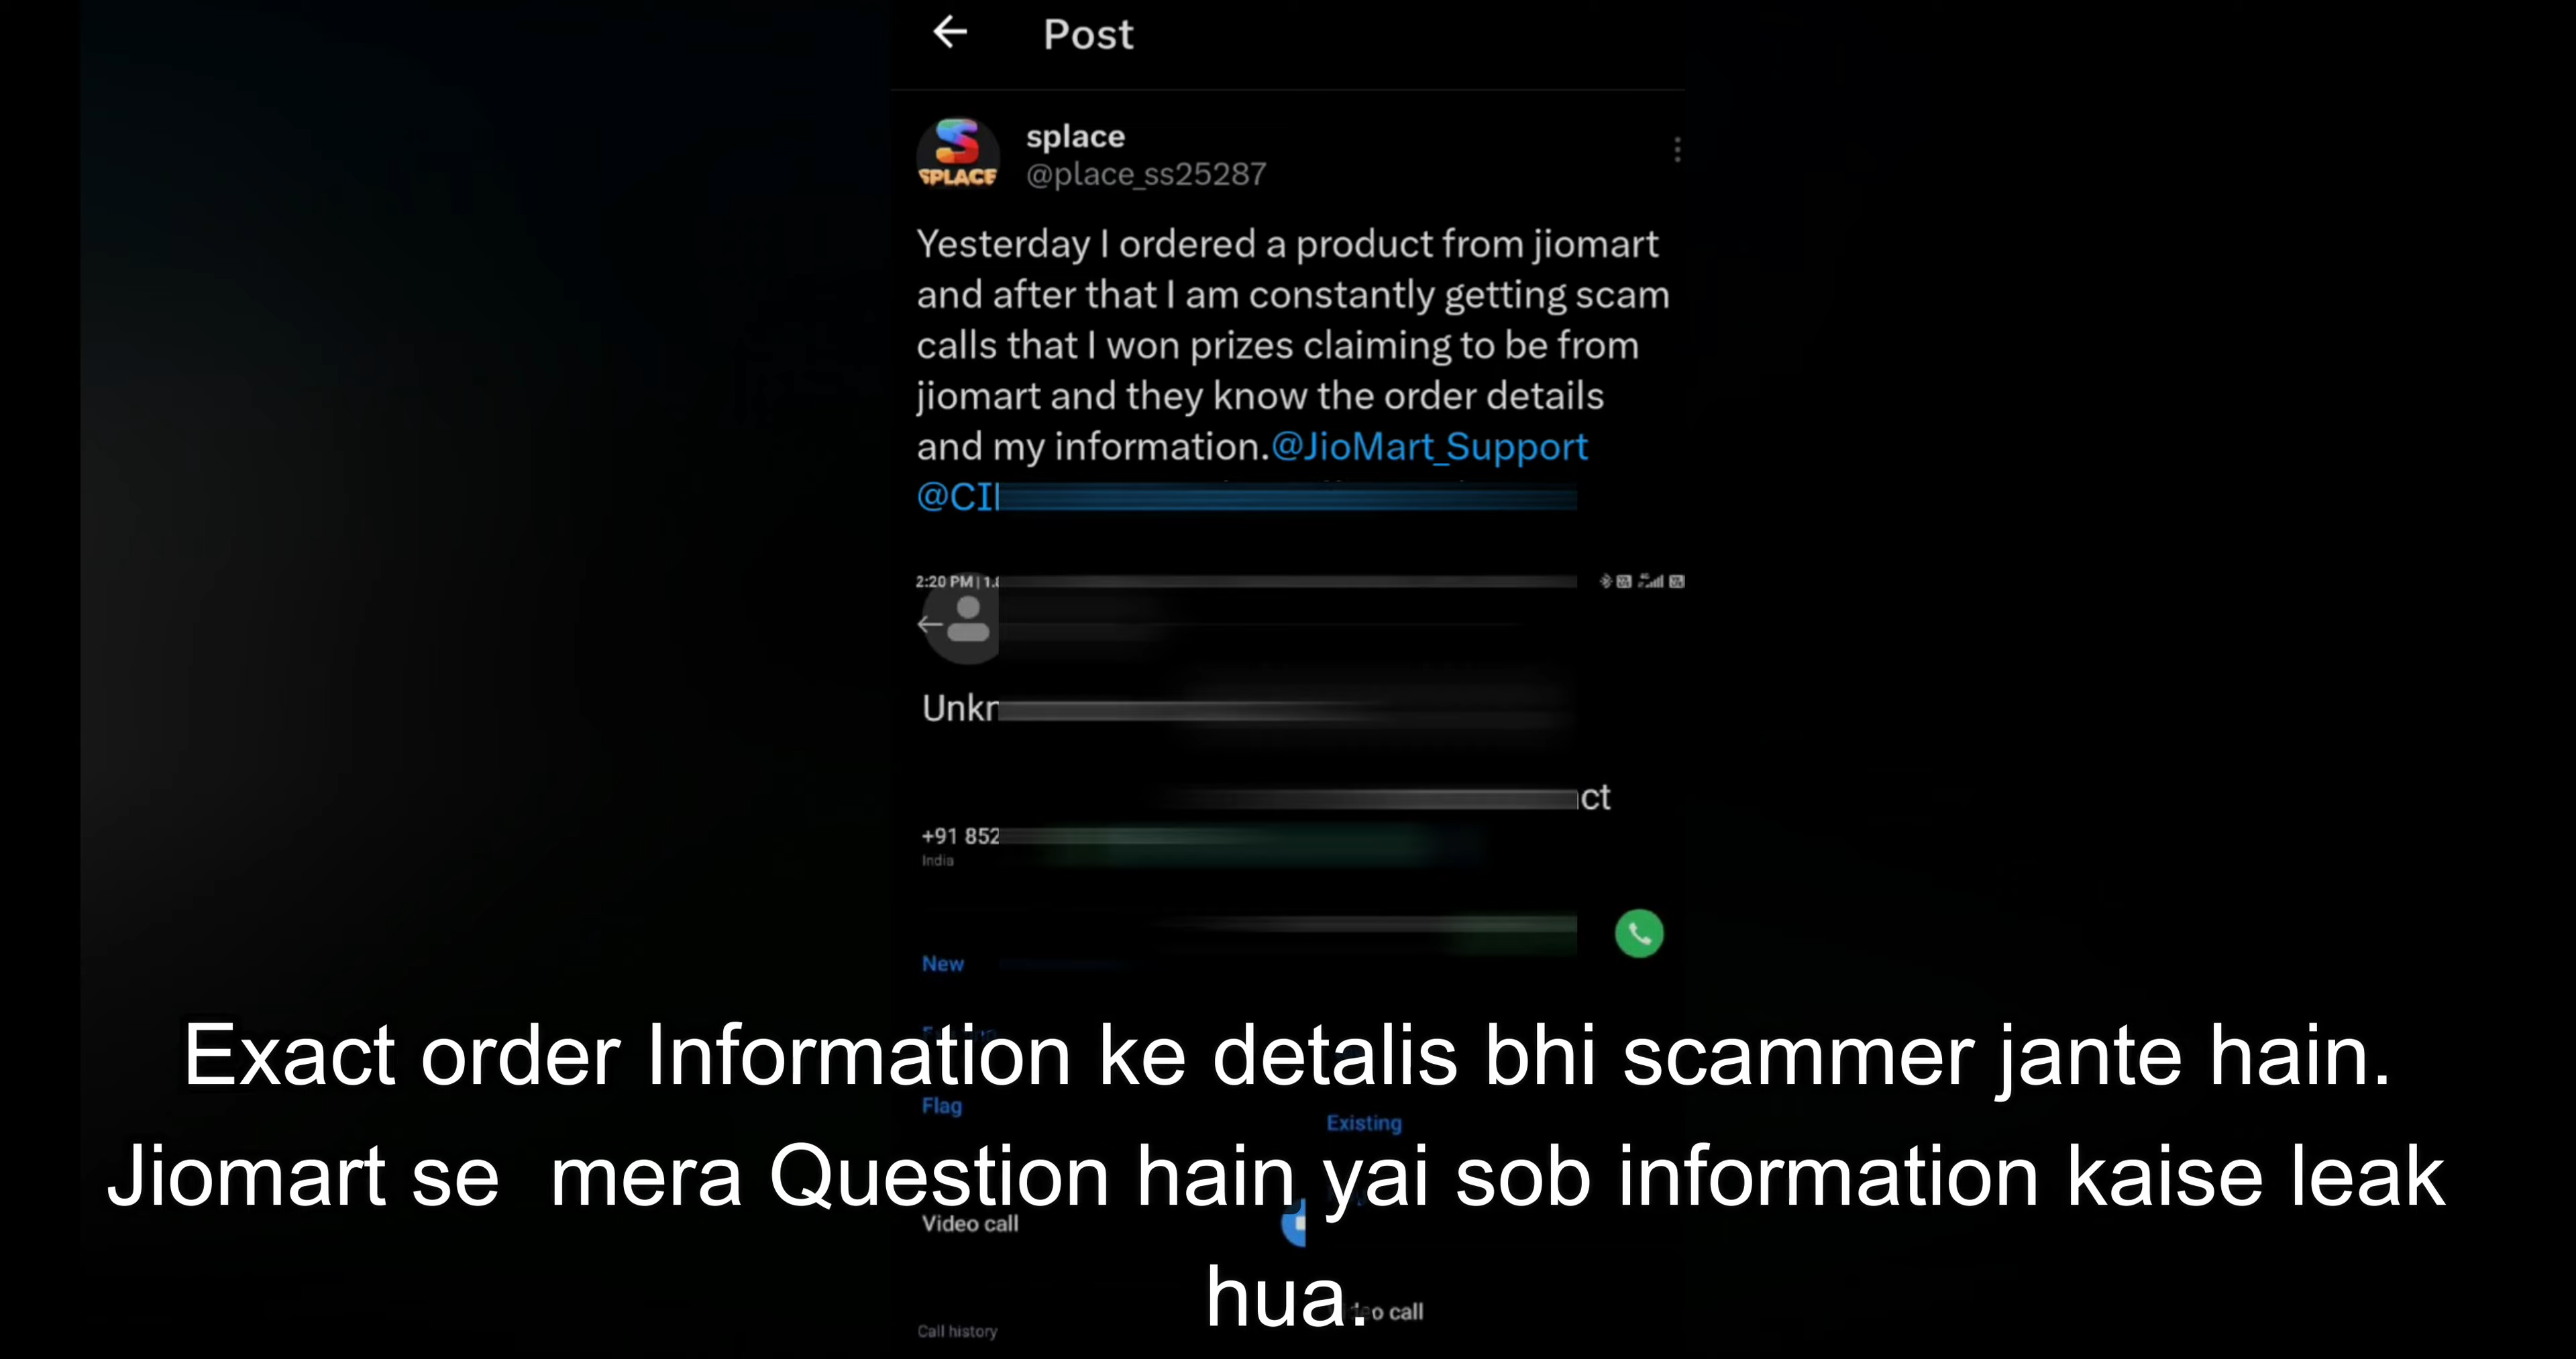 Post
SPLACE
splace
@place_ss25287
Yesterday I ordered a product from jiomart
and after that I am constantly getting scam
calls that I won prizes claiming to be from
jiomart and they know the order details
and my information.@JioMart_Support
2:20 PM
+91 852
India
New
Exact order Information ke detalis bhi scammer jante hain.
Flag
Existing
Jiomart se mera Question hain yai sob information kaise leak
Video call
hua.
call
Call history